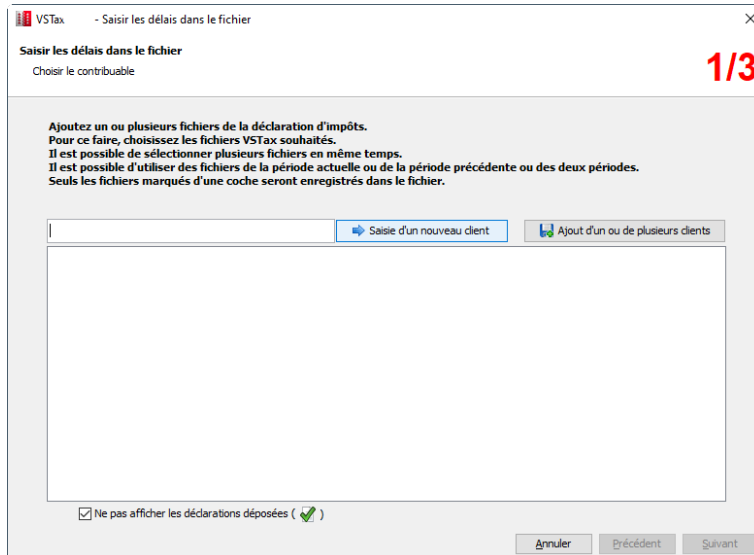 VSTax - Saisir les délais dans le fichier
Saisir les délais dans le fichier
Choisir le contribuable
1/3
Ajoutez un ou plusieurs fichiers de la déclaration d'impôts.
Pour ce faire, choisissez les fichiers VSTax souhaités.
Il est possible de sélectionner plusieurs fichiers en même temps.
Il est possible d'utiliser des fichiers de la période actuelle ou de la période précédente ou des deux périodes.
Seuls les fichiers marqués d'une coche seront enregistrés dans le fichier.
Saisie d'un nouveau client Ajout d'un ou de plusieurs clients
Ne pas afficher les déclarations déposées ( )
Annuler Précédent Suivant